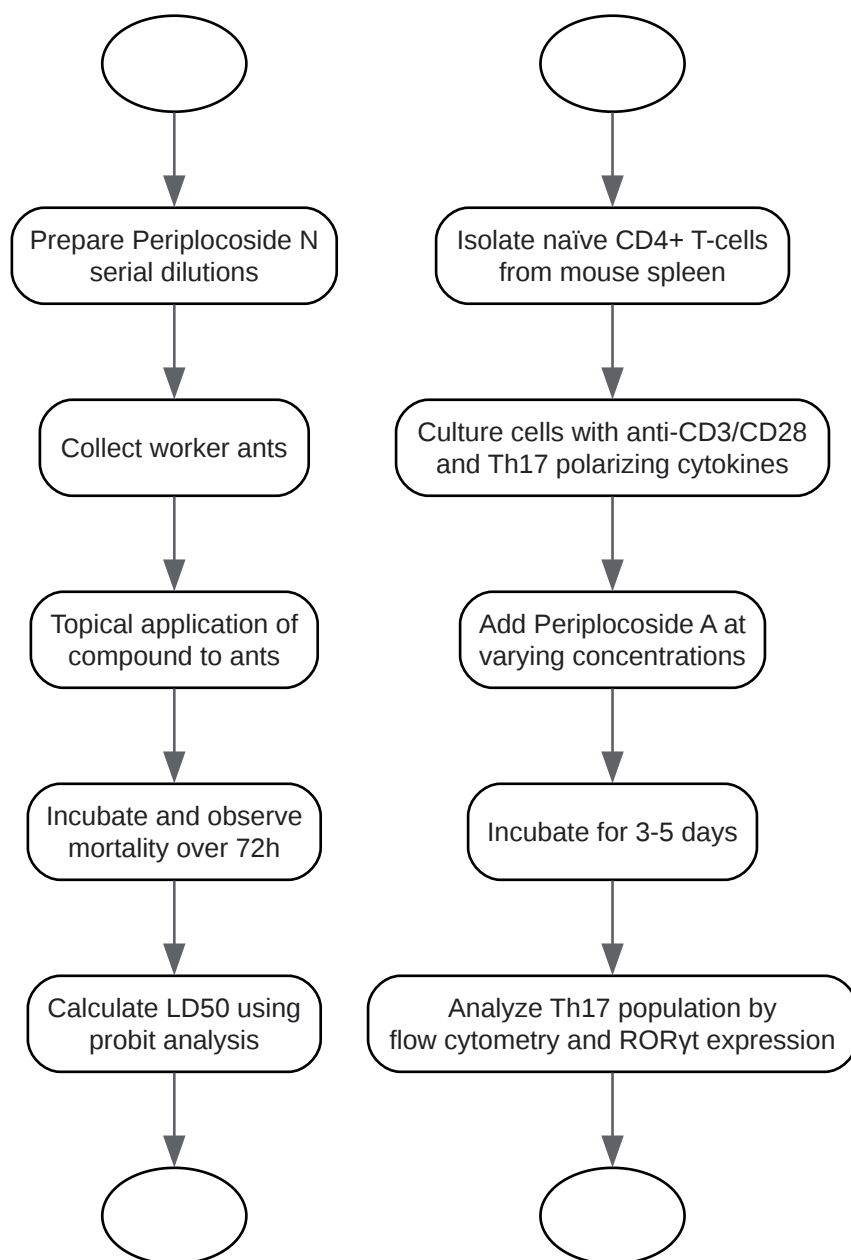 Prepare Periplocoside N
serial dilutions
Collect worker ants
Topical application of
compound to ants
Incubate and observe
mortality over 72h
Calculate LD50 using
probit analysis
Isolate naïve CD4+ T-cells
from mouse spleen
Culture cells with anti-CD3/CD28
and Th17 polarizing cytokines
Add Periplocoside A at
varying concentrations
Incubate for 3-5 days
Analyze Th17 population by
flow cytometry and RORγt expression